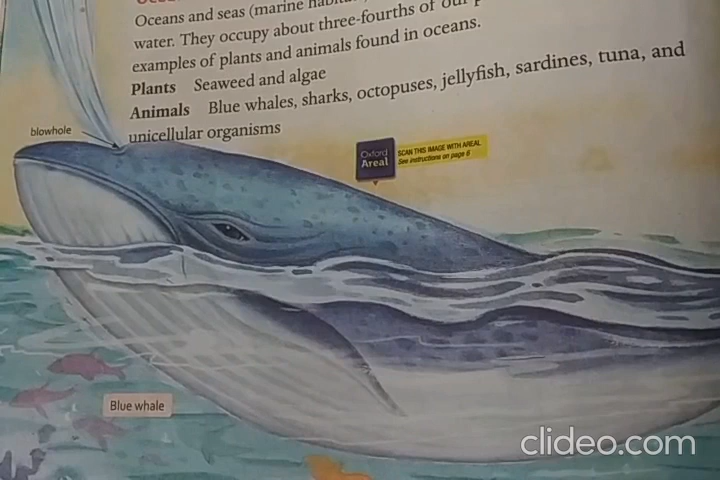 Oceans and seas (marine
water. They occupy about three-fourths of our
examples of plants and animals found in oceans.
Plants Seaweed and algae
Animals Blue whales, sharks, octopuses, jellyfish, sardines, tuna, and
unicellular organisms
blowhole
Oxford
Areal
SCAN THIS IMAGE WITH AREAL
See instructions on page 6
Blue whale
clideo.com